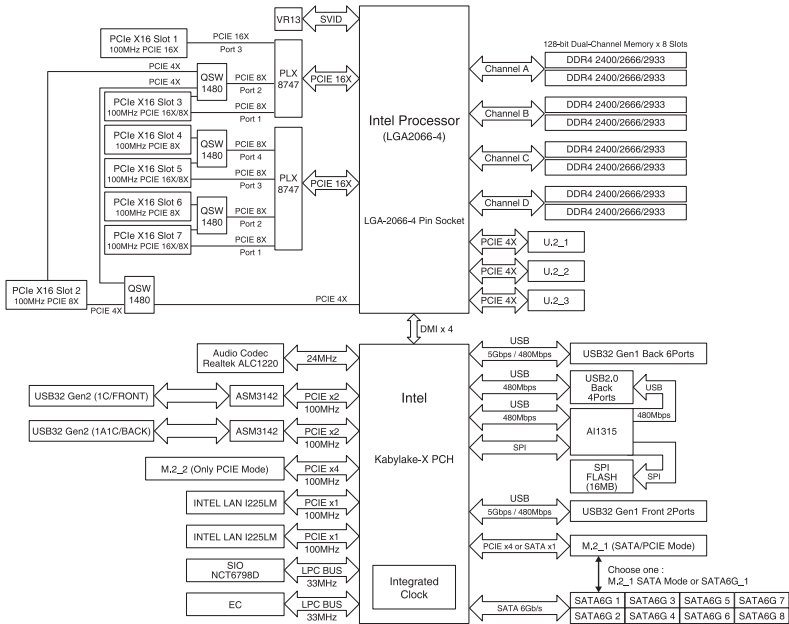 VR13
SVID
PCIe X16 Slot 1
100MHz PCIE 16X
PCIE 16X
Port 3
PCIE 4X
PCIE 4X
QSW
1480
PCIE 8X
Port 2
PLX
8747
PCIE 16X
PCIe X16 Slot 3
100MHz PCIE 16X/8X
PCIE 8X
Port 1
PCIe X16 Slot 4
100MHz PCIE 8X
QSW
1480
PCIE 8X
Port 4
PCIe X16 Slot 5
100MHz PCIE 16X/8X
PCIE 8X
Port 3
PLX
8747
PCIE 16X
PCIe X16 Slot 6
100MHz PCIE 8X
QSW
1480
PCIE 8X
Port 2
PCIe X16 Slot 7
100MHz PCIE 16X/8X
PCIE 8X
Port 1
PCIe X16 Slot 2
100MHz PCIE 8X
PCIE 4X
QSW
1480
PCIE 4X
Intel Processor
(LGA2066-4)
LGA-2066-4 Pin Socket
128-bit Dual-Channel Memory x 8 Slots
Channel A
DDR4 2400/2666/2933
DDR4 2400/2666/2933
Channel B
DDR4 2400/2666/2933
DDR4 2400/2666/2933
Channel C
DDR4 2400/2666/2933
DDR4 2400/2666/2933
Channel D
DDR4 2400/2666/2933
DDR4 2400/2666/2933
PCIE 4X
U.2_1
PCIE 4X
U.2_2
PCIE 4X
U.2_3
DMI x 4
Audio Codec
Realtek ALC1220
24MHz
USB32 Gen2 (1C/FRONT)
ASM3142
PCIE x2
100MHz
USB32 Gen2 (1A1C/BACK)
ASM3142
PCIE x2
100MHz
M.2_2 (Only PCIE Mode)
PCIE x4
100MHz
INTEL LAN I225LM
PCIE x1
100MHz
INTEL LAN I225LM
PCIE x1
100MHz
SIO
NCT6798D
LPC BUS
33MHz
EC
LPC BUS
33MHz
Intel
Kabylake-X PCH
Integrated
Clock
USB
5Gbps / 480Mbps
USB32 Gen1 Back 6Ports
USB
480Mbps
USB2.0
Back
4Ports
USB
480Mbps
USB
480Mbps
AI1315
SPI
SPI
FLASH
(16MB)
SPI
USB
5Gbps / 480Mbps
USB32 Gen1 Front 2Ports
PCIE x4 or SATA x1
M.2_1 (SATA/PCIE Mode)
Choose one :
M.2_1 SATA Mode or SATA6G_1
SATA 6Gb/s
SATA6G 1 SATA6G 3 SATA6G 5 SATA6G 7
SATA6G 2 SATA6G 4 SATA6G 6 SATA6G 8